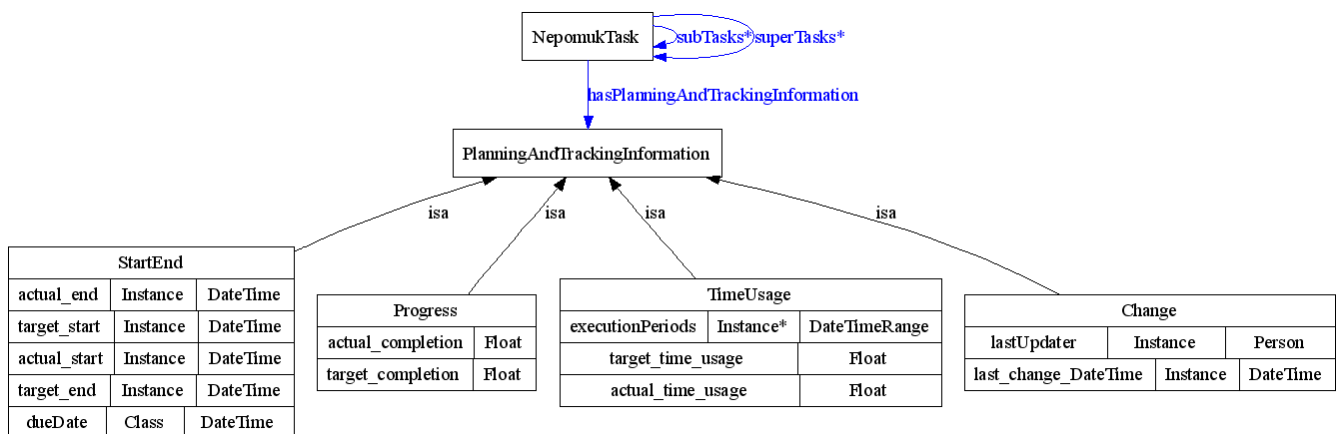 NepomukTask
subTasks* superTasks*
hasPlanningAndTrackingInformation
PlanningAndTrackingInformation
isa isa isa isa
StartEnd
actual_end Instance DateTime
target_start Instance DateTime
actual_start Instance DateTime
target_end Instance DateTime
dueDate Class DateTime
Progress
actual_completion Float
target_completion Float
TimeUsage
executionPeriods Instance* DateTimeRange
target_time_usage Float
actual_time_usage Float
Change
lastUpdater Instance Person
last_change_DateTime Instance DateTime